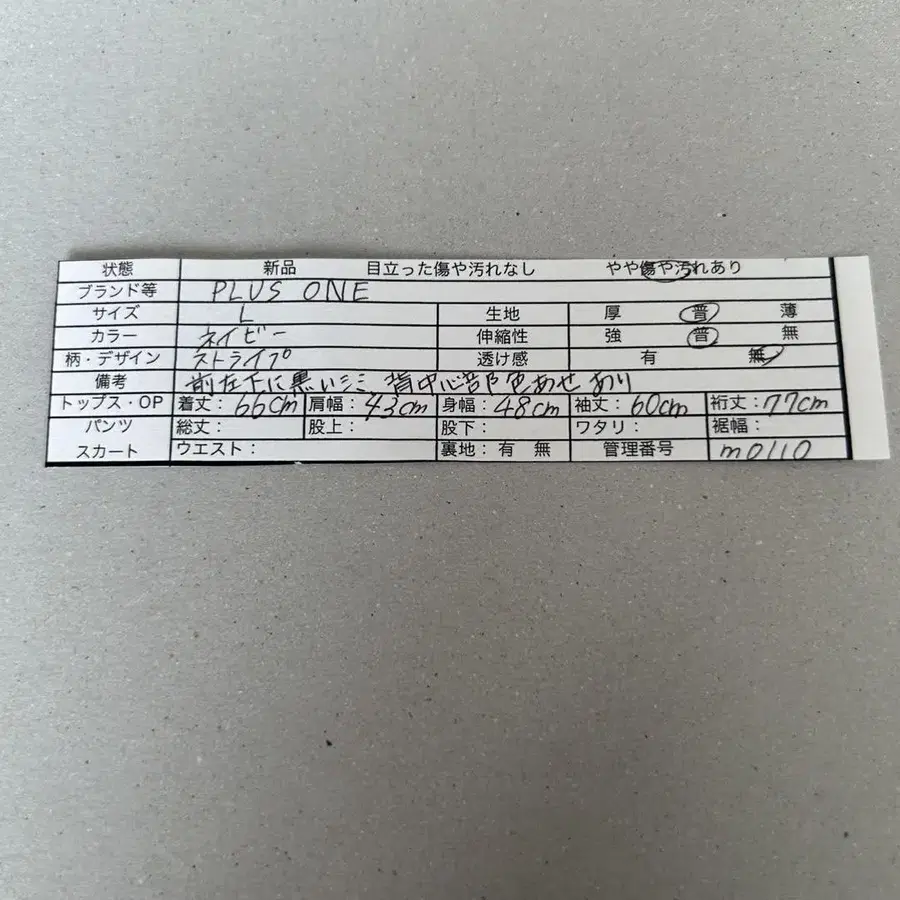 状態 新品 目立った傷や汚れなし やや傷や汚れあり
ブランド等 PLUS ONE
サイズ L 生地 厚 普 薄
カラー ネイビー 伸縮性 強 普 無
柄・デザイン ストライプ 透け感 有 無
備考 前左下に黒いシミ 背中心部色あせあり
トップス・OP 着丈：66cm 肩幅：43cm 身幅：48cm 袖丈：60cm 裄丈：77cm
パンツ 総丈： 股上： 股下： ワタリ： 裾幅：
スカート ウエスト： 裏地：有 無 管理番号 m0110